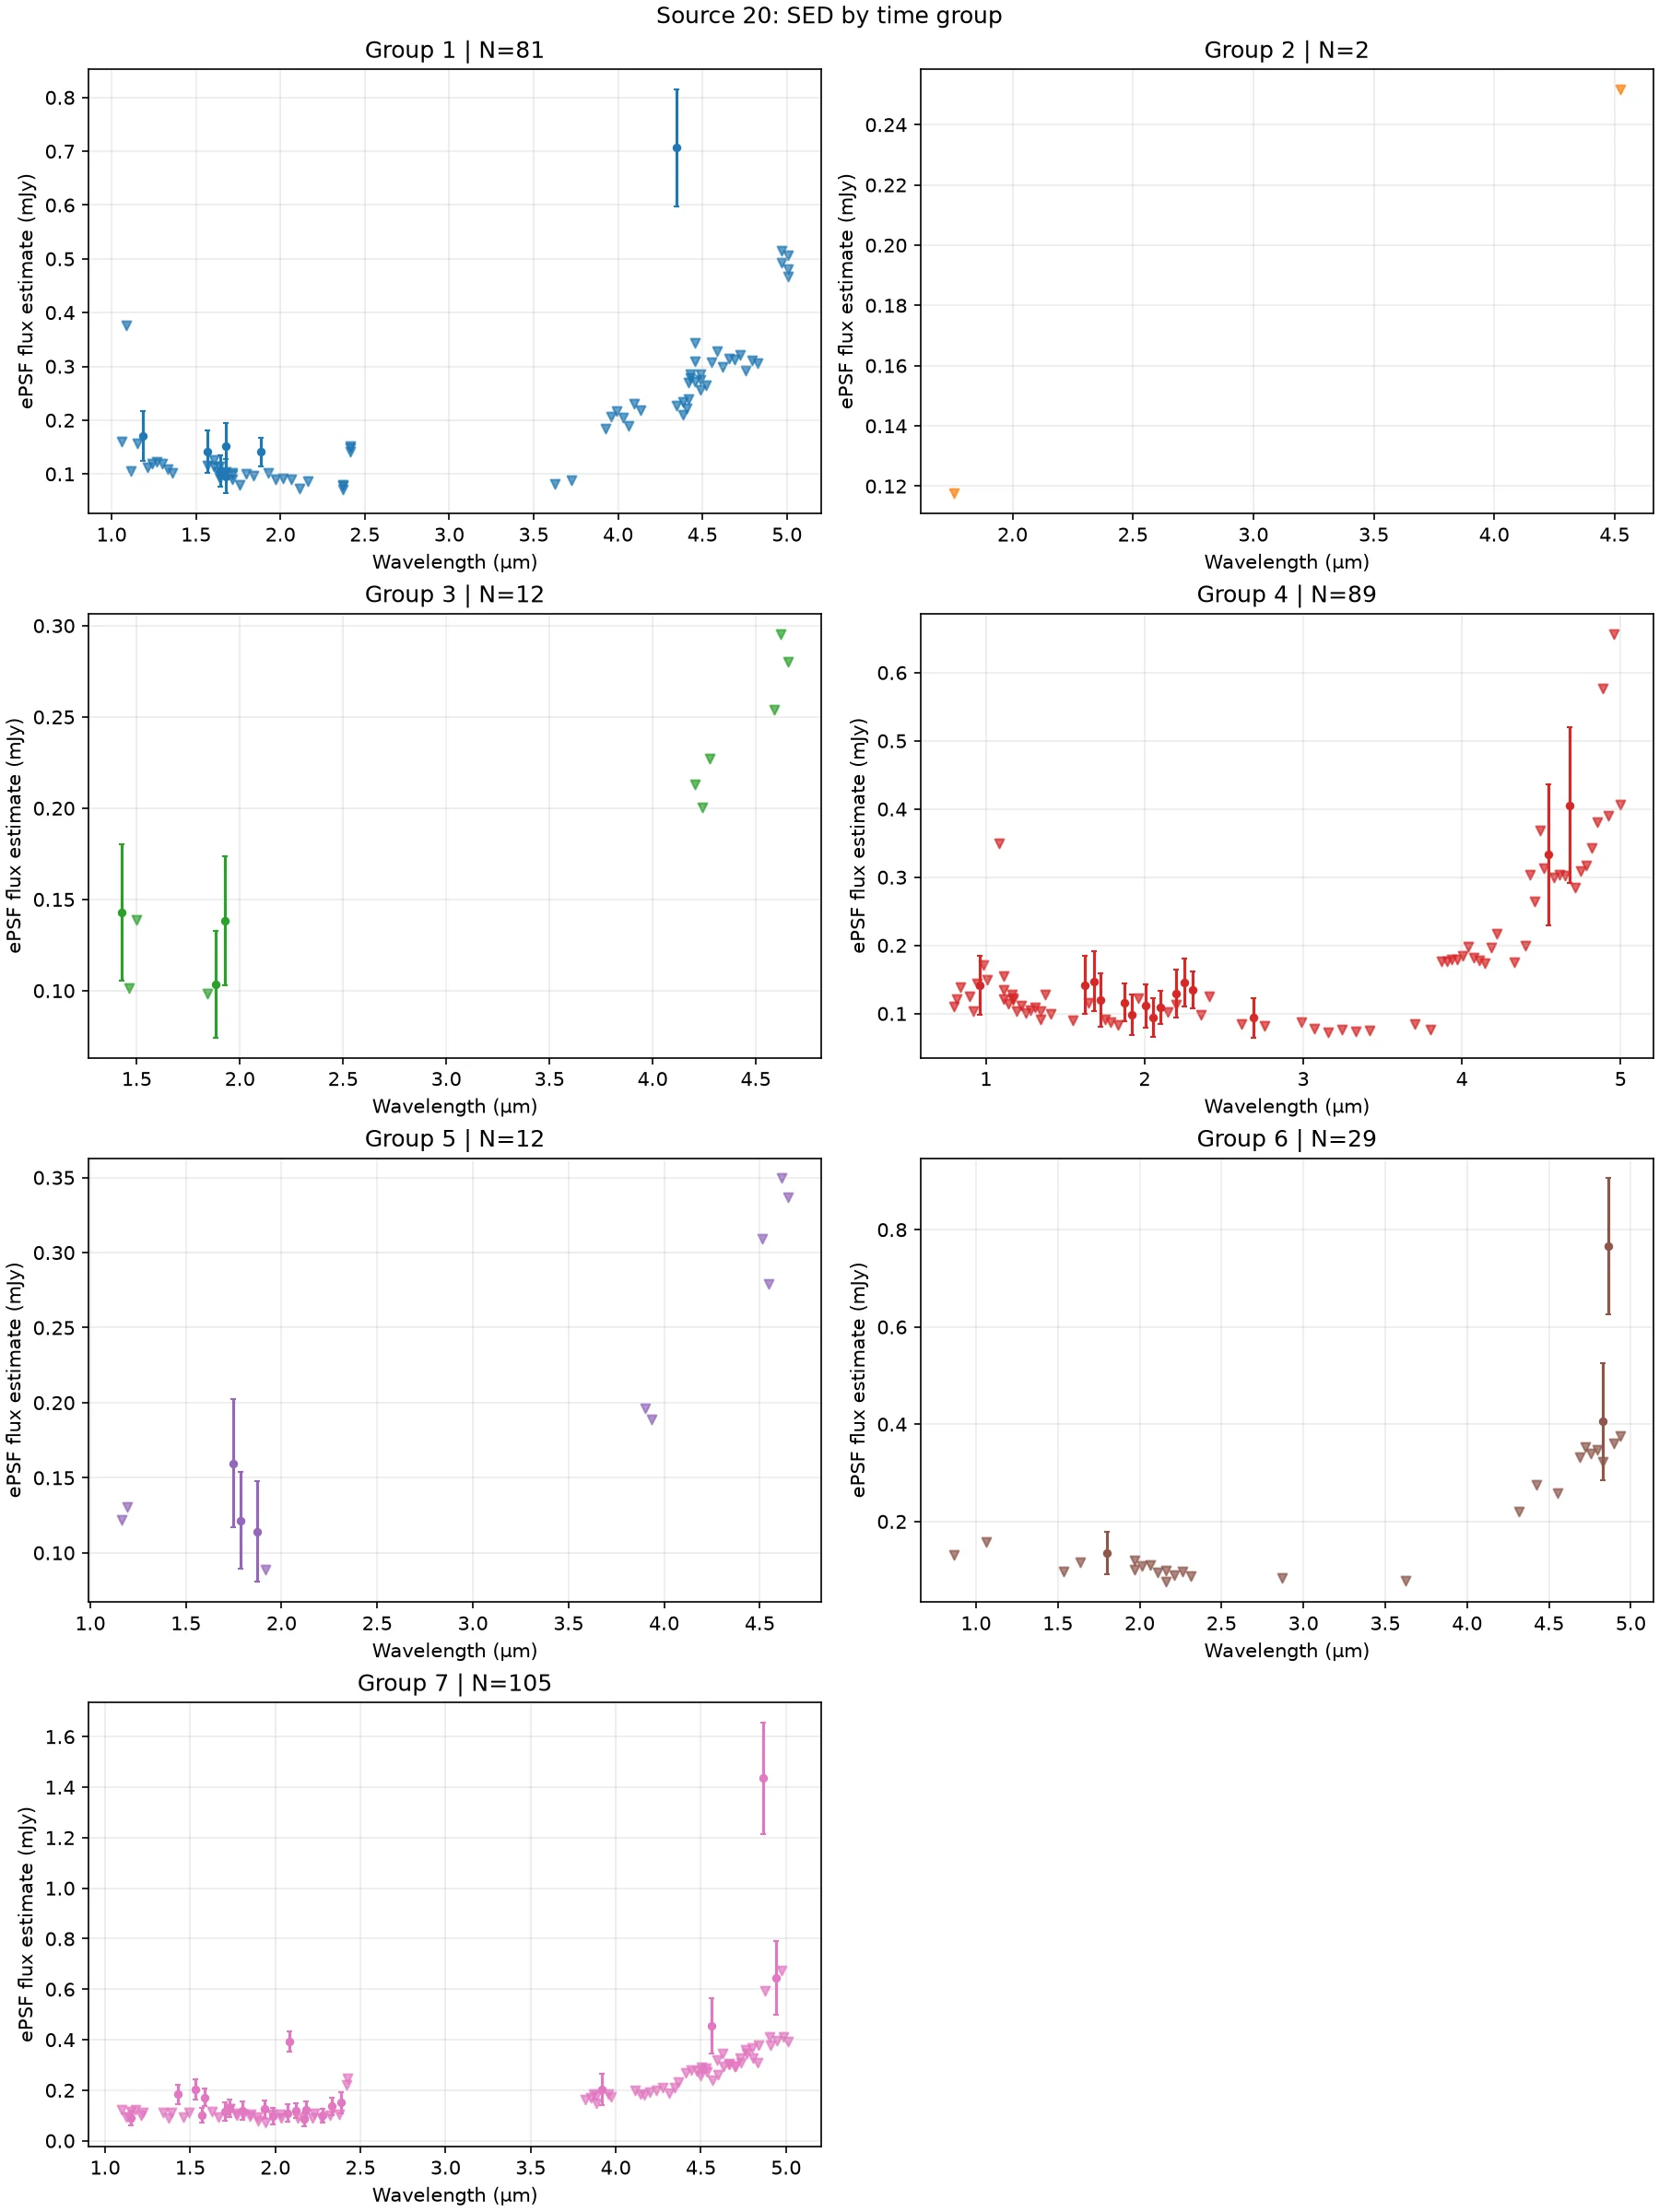 Source 20: SED by time group
Group 1 | N=81
ePSF flux estimate (mJy)
0.8
0.7
0.6
0.5
0.4
0.3
0.2
0.1
1.0 1.5 2.0 2.5 3.0 3.5 4.0 4.5 5.0
Wavelength (µm)
Group 2 | N=2
ePSF flux estimate (mJy)
0.24
0.22
0.20
0.18
0.16
0.14
0.12
2.0 2.5 3.0 3.5 4.0 4.5
Wavelength (µm)
Group 3 | N=12
ePSF flux estimate (mJy)
0.30
0.25
0.20
0.15
0.10
1.5 2.0 2.5 3.0 3.5 4.0 4.5
Wavelength (µm)
Group 4 | N=89
ePSF flux estimate (mJy)
0.6
0.5
0.4
0.3
0.2
0.1
1 2 3 4 5
Wavelength (µm)
Group 5 | N=12
ePSF flux estimate (mJy)
0.35
0.30
0.25
0.20
0.15
0.10
1.0 1.5 2.0 2.5 3.0 3.5 4.0 4.5
Wavelength (µm)
Group 6 | N=29
ePSF flux estimate (mJy)
0.8
0.6
0.4
0.2
1.0 1.5 2.0 2.5 3.0 3.5 4.0 4.5 5.0
Wavelength (µm)
Group 7 | N=105
ePSF flux estimate (mJy)
1.6
1.4
1.2
1.0
0.8
0.6
0.4
0.2
0.0
1.0 1.5 2.0 2.5 3.0 3.5 4.0 4.5 5.0
Wavelength (µm)